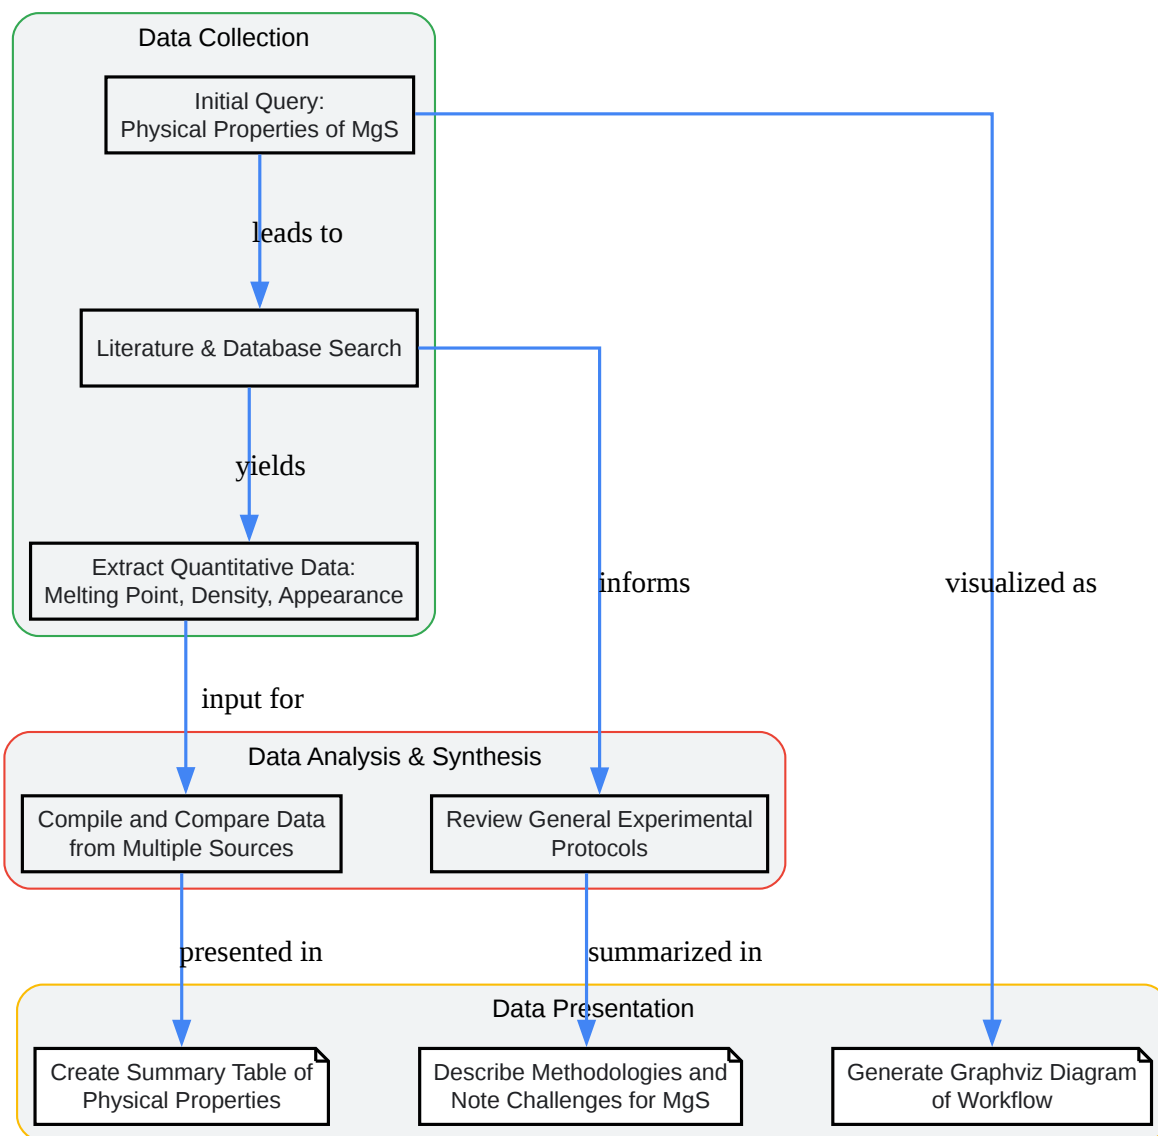 Data Collection
Initial Query:
Physical Properties of MgS
leads to
Literature & Database Search
yields
Extract Quantitative Data:
Melting Point, Density, Appearance
informs
visualized as
input for
Data Analysis & Synthesis
Compile and Compare Data
from Multiple Sources
Review General Experimental
Protocols
presented in
summarized in
Data Presentation
Create Summary Table of
Physical Properties
Describe Methodologies and
Note Challenges for MgS
Generate Graphviz Diagram
of Workflow